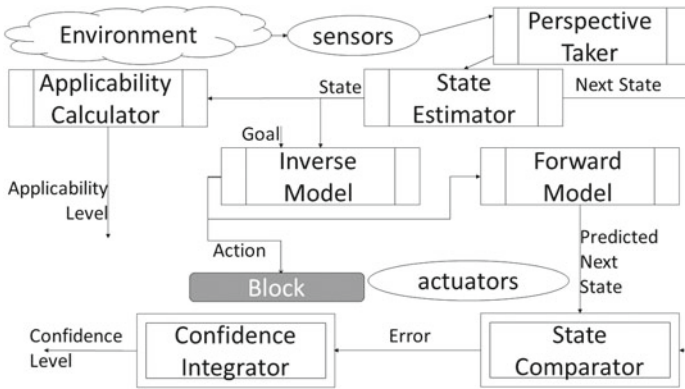 Environment
sensors
Perspective
Taker
Applicability
Calculator
State
State
Estimator
Next State
Goal
Inverse
Model
Forward
Model
Applicability
Level
Action
Predicted
Next
State
Block
actuators
Confidence
Level
Confidence
Integrator
Error
State
Comparator